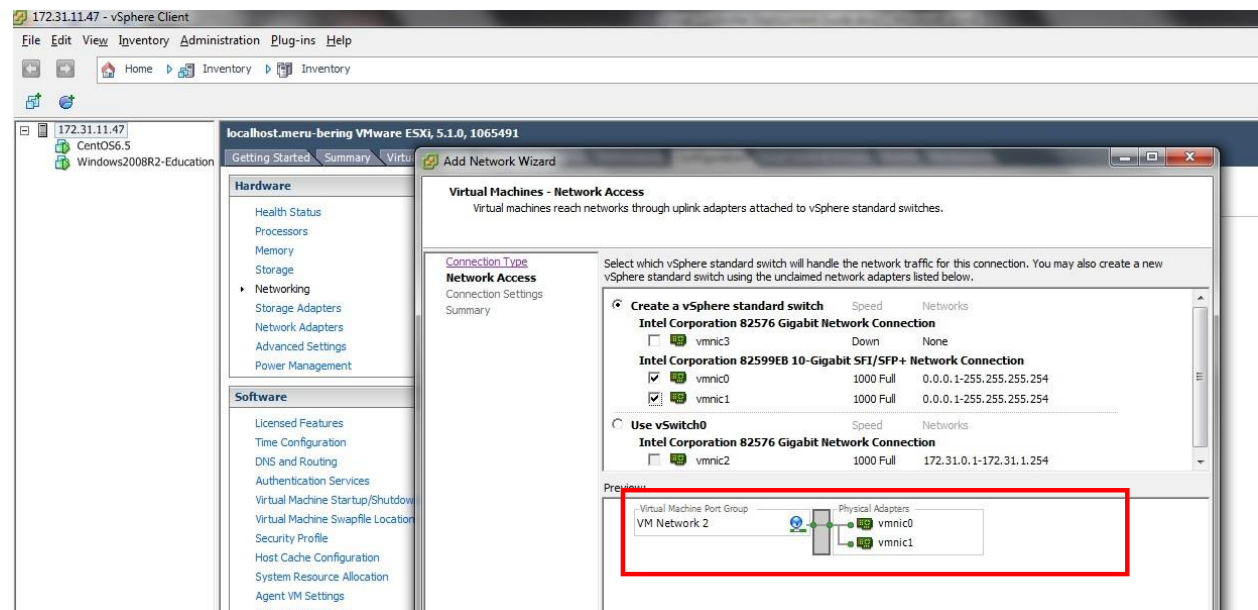 172.31.11.47 - vSphere Client
File Edit View Inventory Administration Plug-ins Help
Home Inventory Inventory
172.31.11.47
CentOS6.5
Windows2008R2-Education
localhost.meru-bering VMware ESXi, 5.1.0, 1065491
Getting Started Summary Virtu
Hardware
Health Status
Processors
Memory
Storage
Networking
Storage Adapters
Network Adapters
Advanced Settings
Power Management
Software
Licensed Features
Time Configuration
DNS and Routing
Authentication Services
Virtual Machine Startup/Shutdow
Virtual Machine Swapfile Location
Security Profile
Host Cache Configuration
System Resource Allocation
Agent VM Settings
Add Network Wizard
Virtual Machines - Network Access
Virtual machines reach networks through uplink adapters attached to vSphere standard switches.
Connection Type
Network Access
Connection Settings
Summary
Select which vSphere standard switch will handle the network traffic for this connection. You may also create a new
vSphere standard switch using the unclaimed network adapters listed below.
Create a vSphere standard switch Speed Networks
Intel Corporation 82576 Gigabit Network Connection
vmnic3 Down None
Intel Corporation 82599EB 10-Gigabit SFI/SFP+ Network Connection
vmnic0 1000 Full 0.0.0.1-255.255.255.254
vmnic1 1000 Full 0.0.0.1-255.255.255.254
Use vSwitch0 Speed Networks
Intel Corporation 82576 Gigabit Network Connection
vmnic2 1000 Full 172.31.0.1-172.31.1.254
Preview:
Virtual Machine Port Group Physical Adapters
VM Network 2 vmnic0
vmnic1